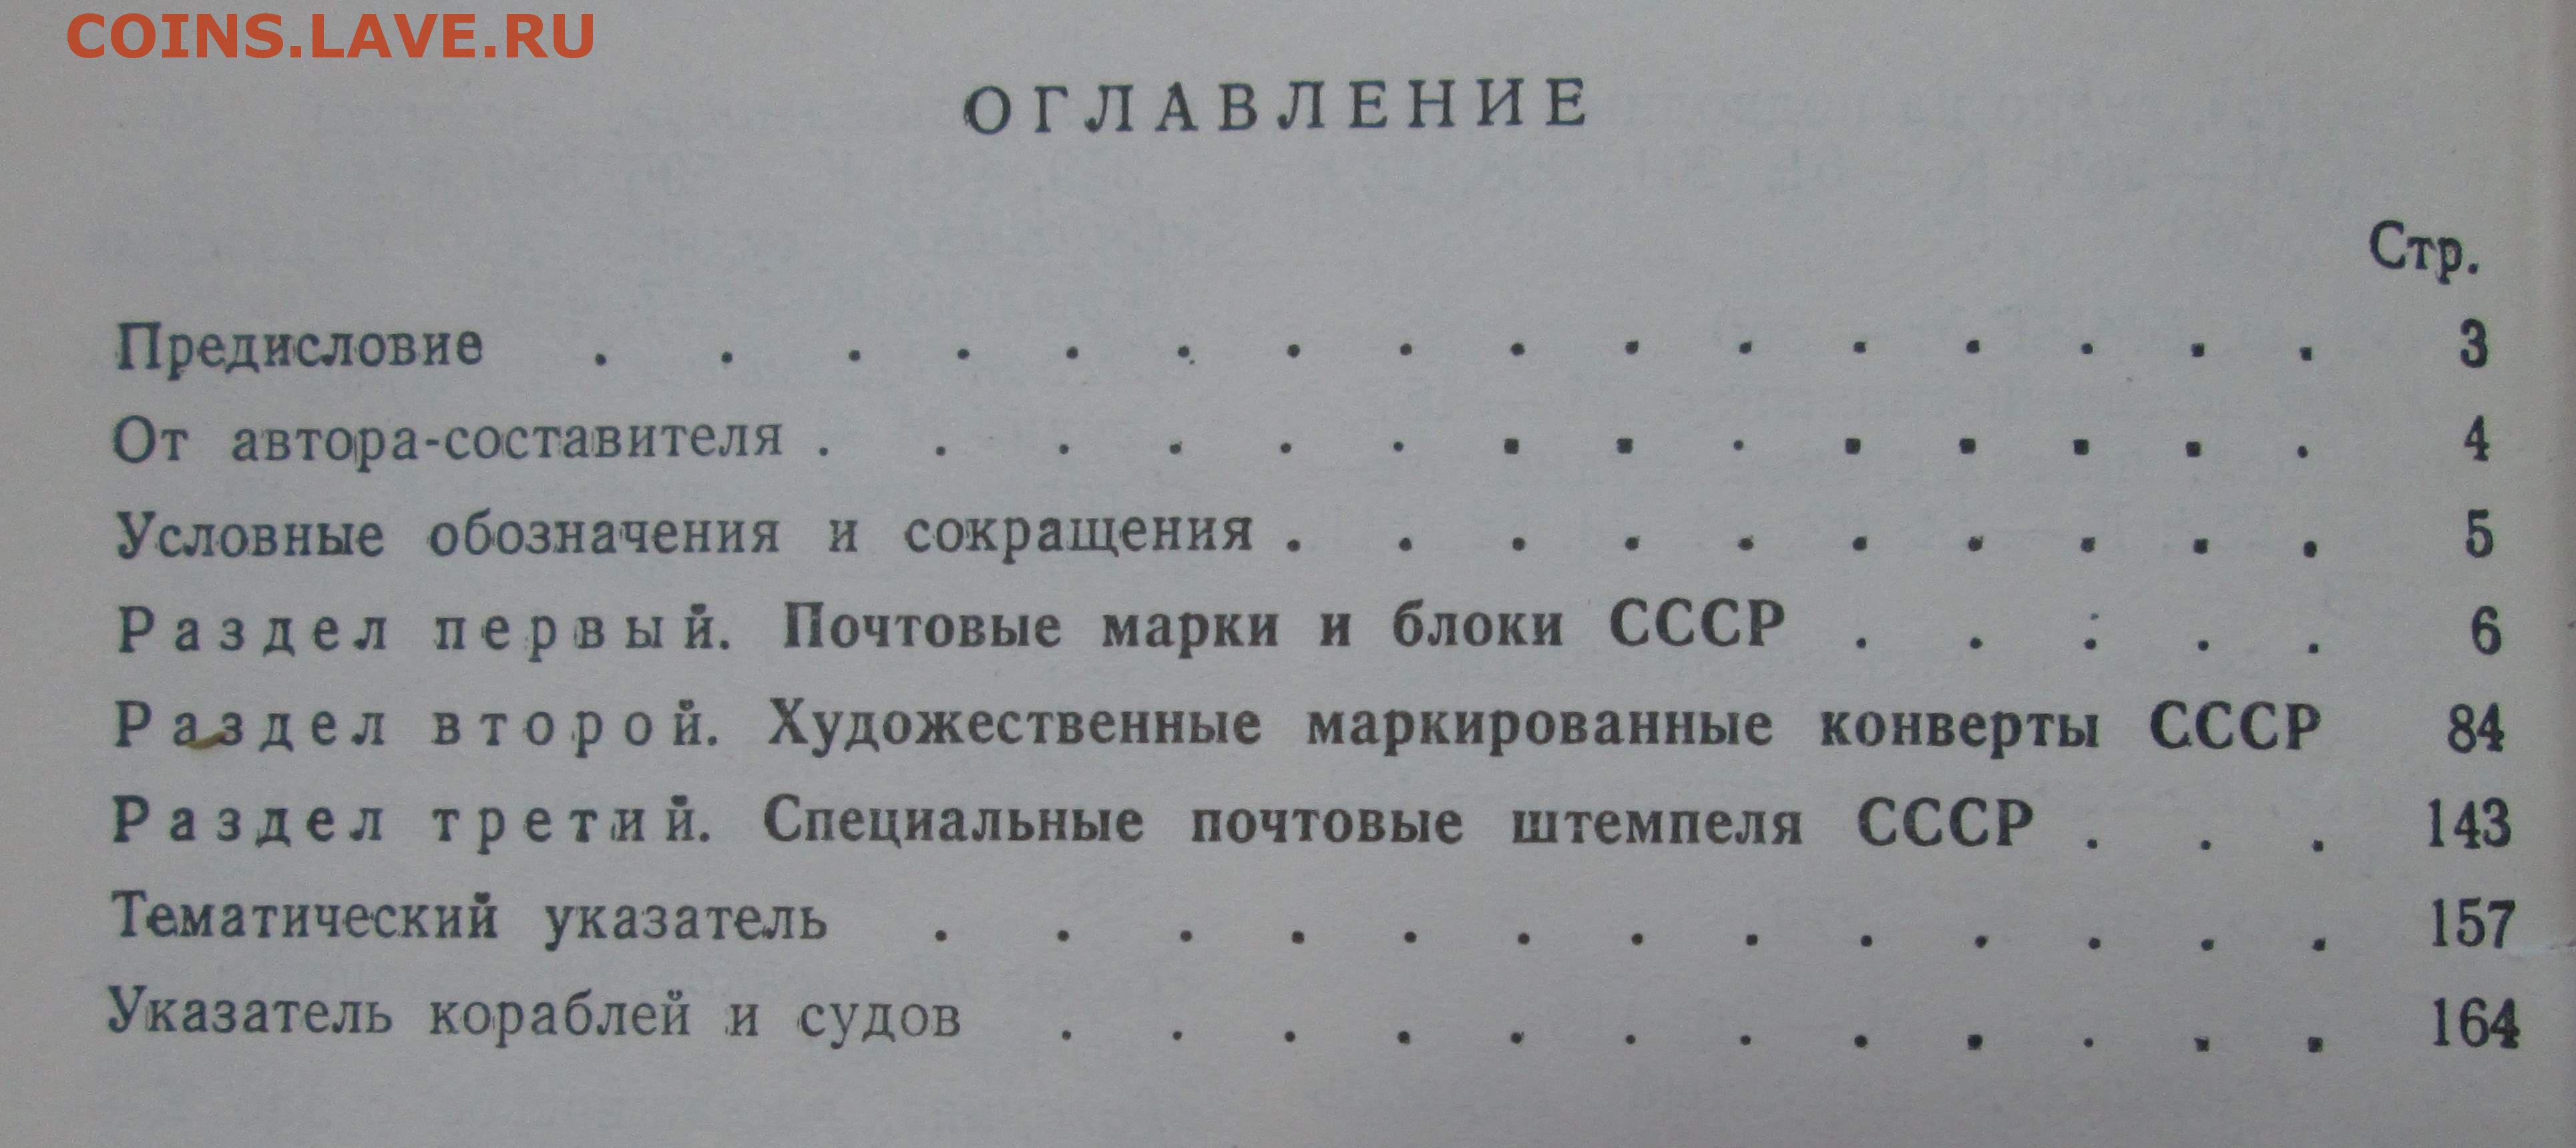 COINS.LAVE.RU
ОГЛАВЛЕНИЕ
Стр.
Предисловие . . . . . . . . . . . . . . . . 3
От автора-составителя . . . . . . . . . . . . . . 4
Условные обозначения и сокращения . . . . . . . . . . 5
Раздел первый. Почтовые марки и блоки СССР . . . . . 6
Раздел второй. Художественные маркированные конверты СССР 84
Раздел третий. Специальные почтовые штемпеля СССР . . . 143
Тематический указатель . . . . . . . . . . . . . 157
Указатель кораблей и судов . . . . . . . . . . . . 164